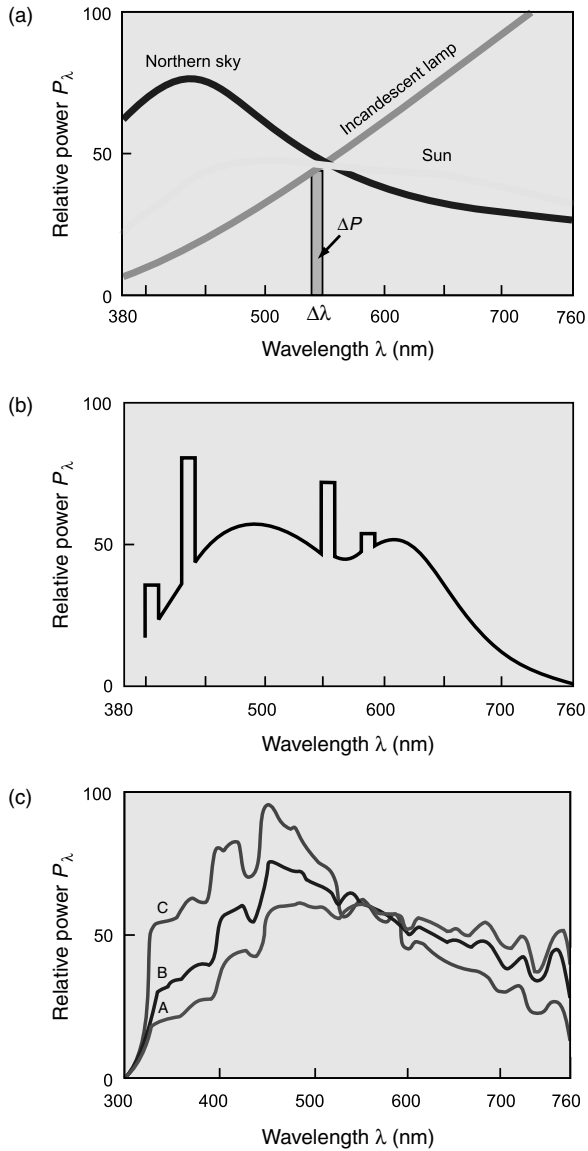 (a)
100
Northern sky
Incandescent lamp
Relative power Pλ
50
Sun
ΔP
0
380
500
Δλ
600
700
760
Wavelength λ (nm)
(b)
100
Relative power Pλ
50
0
380
500
600
700
760
Wavelength λ (nm)
(c)
100
Relative power Pλ
C
50
B
A
0
300
400
500
600
700
760
Wavelength λ (nm)